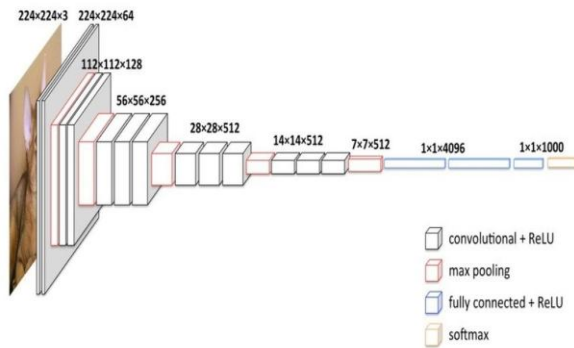 224×224×3
224×224×64
112×112×128
56×56×256
28×28×512
14×14×512
7×7×512
1×1×4096
1×1×1000
convolutional + ReLU
max pooling
fully connected + ReLU
softmax